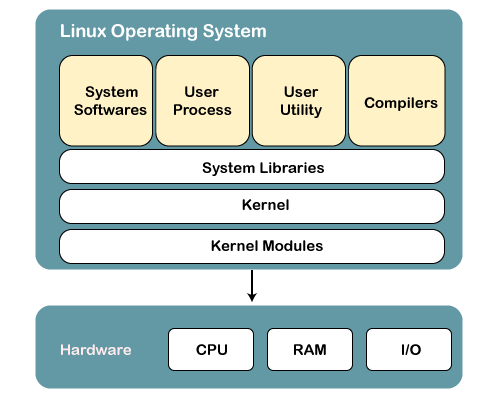 Linux Operating System
System
Softwares
User
Process
User
Utility
Compilers
System Libraries
Kernel
Kernel Modules
Hardware
CPU
RAM
I/O